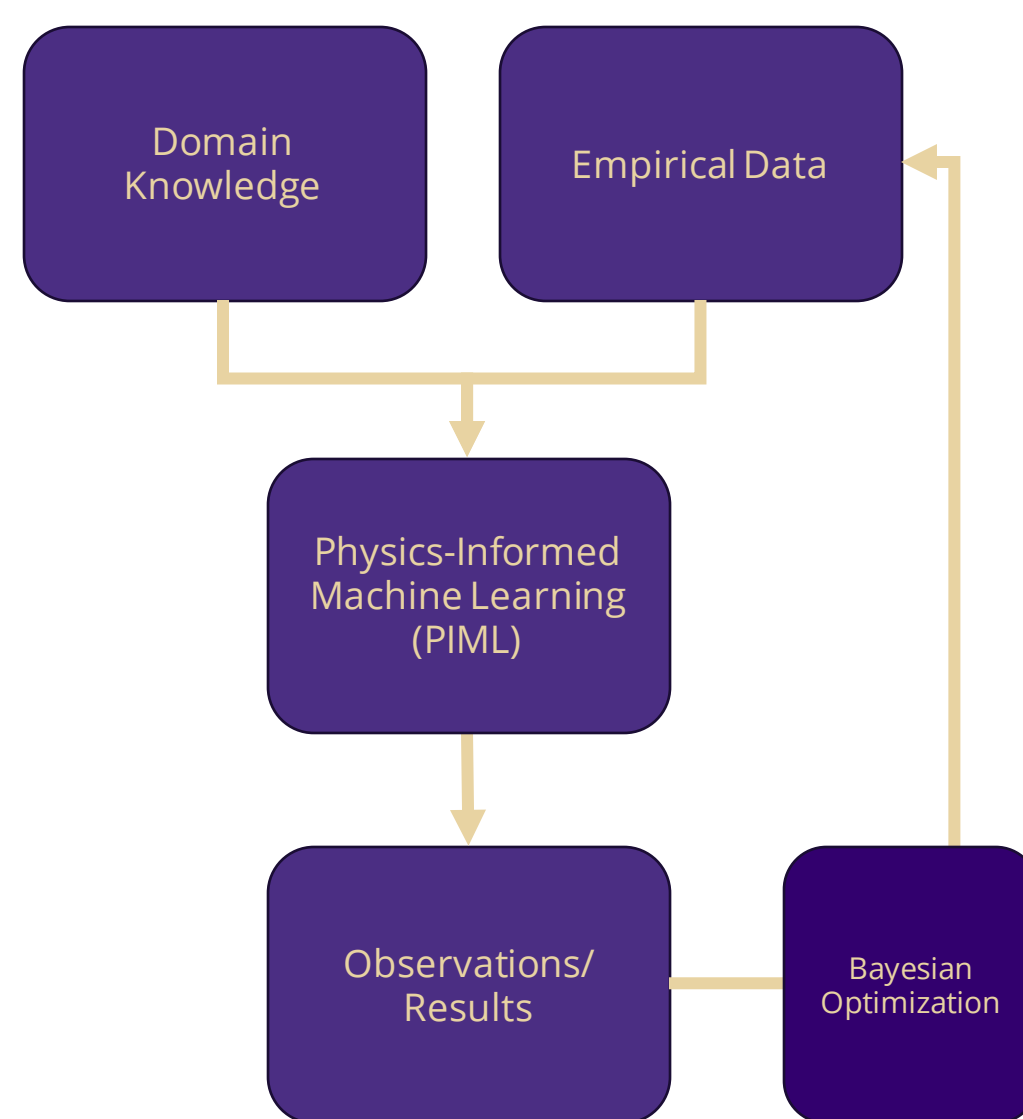 Domain
Knowledge
Empirical Data
Physics-Informed
Machine Learning
(PIML)
Observations/
Results
Bayesian
Optimization